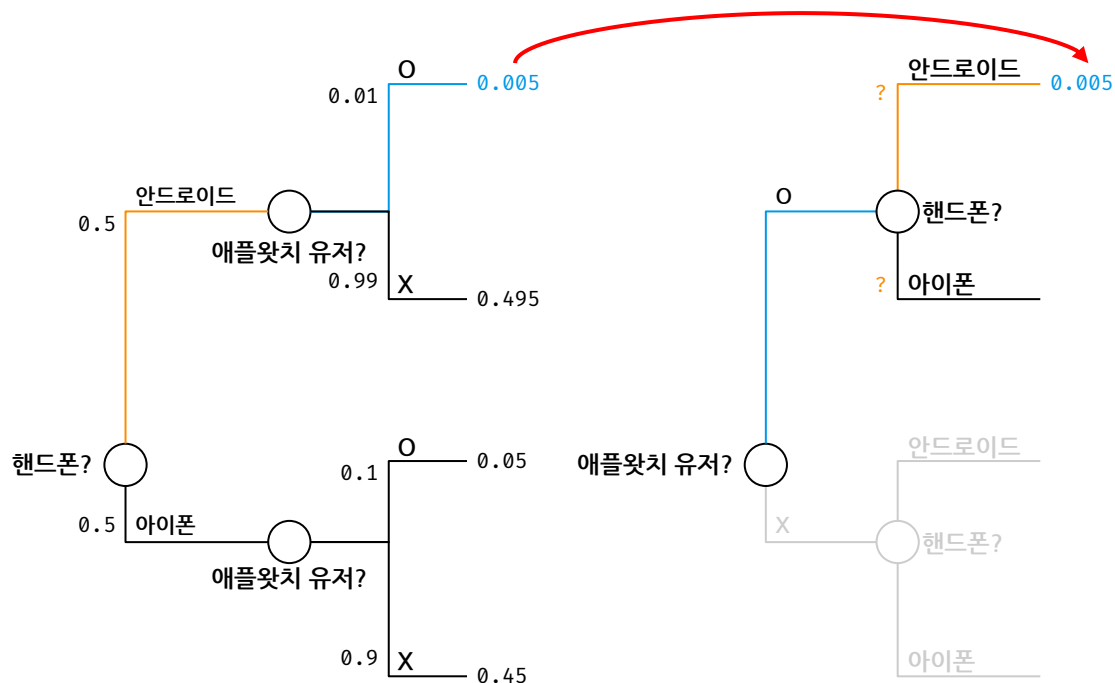 O
0.01
0.005
안드로이드
0.5
애플왓치 유저?
0.99
X
0.495
핸드폰?
0.5
아이폰
애플왓치 유저?
O
0.1
0.05
0.9
X
0.45
안드로이드
?
0.005
O
핸드폰?
?
아이폰
애플왓치 유저?
X
안드로이드
핸드폰?
아이폰